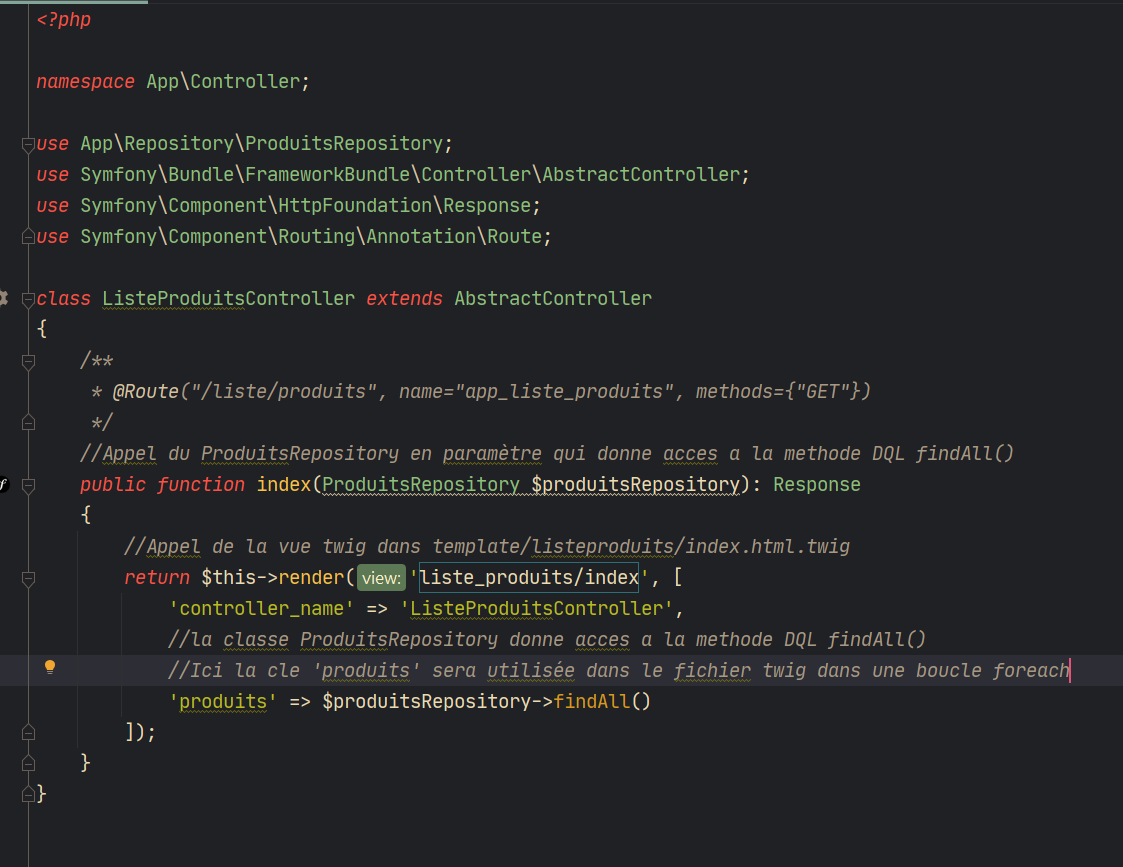 <?php
namespace App\Controller;
use App\Repository\ProduitsRepository;
use Symfony\Bundle\FrameworkBundle\Controller\AbstractController;
use Symfony\Component\HttpFoundation\Response;
use Symfony\Component\Routing\Annotation\Route;
class ListeProduitsController extends AbstractController
{
/**
* @Route("/liste/produits", name="app_liste_produits", methods={"GET"})
*/
//Appel du ProduitsRepository en paramètre qui donne acces a la methode DQL findAll()
public function index(ProduitsRepository $produitsRepository): Response
{
//Appel de la vue twig dans template/listeproduits/index.html.twig
return $this->render( view: 'liste_produits/index', [
'controller_name' => 'ListeProduitsController',
//la classe ProduitsRepository donne acces a la methode DQL findAll()
//Ici la cle 'produits' sera utilisée dans le fichier twig dans une boucle foreach
'produits' => $produitsRepository->findAll()
]);
}
}